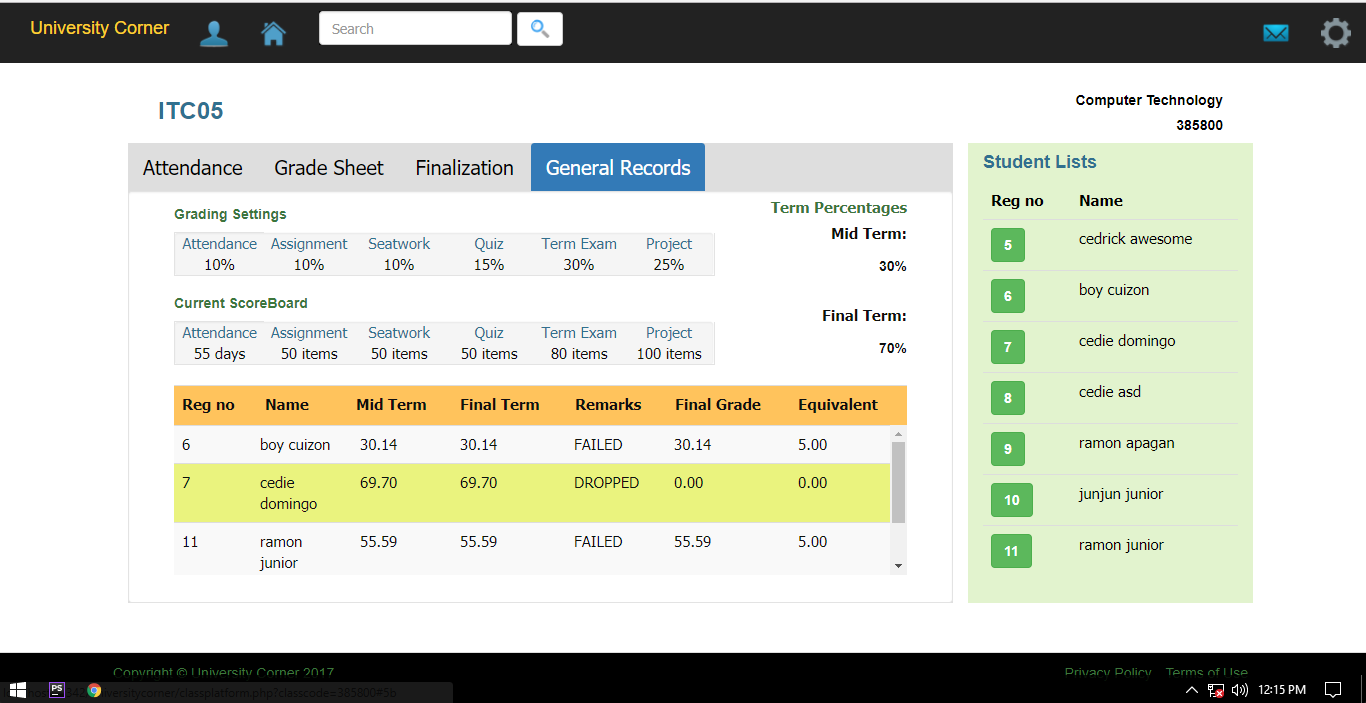 University Corner
Search
ITC05
Computer Technology
385800
Attendance Grade Sheet Finalization General Records
Grading Settings
Attendance Assignment Seatwork Quiz Term Exam Project
10% 10% 10% 15% 30% 25%
Current ScoreBoard
Attendance Assignment Seatwork Quiz Term Exam Project
55 days 50 items 50 items 50 items 80 items 100 items
Term Percentages
Mid Term:
30%
Final Term:
70%
Reg no Name Mid Term Final Term Remarks Final Grade Equivalent
6 boy cuizon 30.14 30.14 FAILED 30.14 5.00
7 cedie domingo 69.70 69.70 DROPPED 0.00 0.00
11 ramon junior 55.59 55.59 FAILED 55.59 5.00
Student Lists
Reg no Name
5 cedrick awesome
6 boy cuizon
7 cedie domingo
8 cedie asd
9 ramon apagan
10 junjun junior
11 ramon junior
Copyright © University Corner 2017
Privacy Policy Terms of Use
PS
12:15 PM